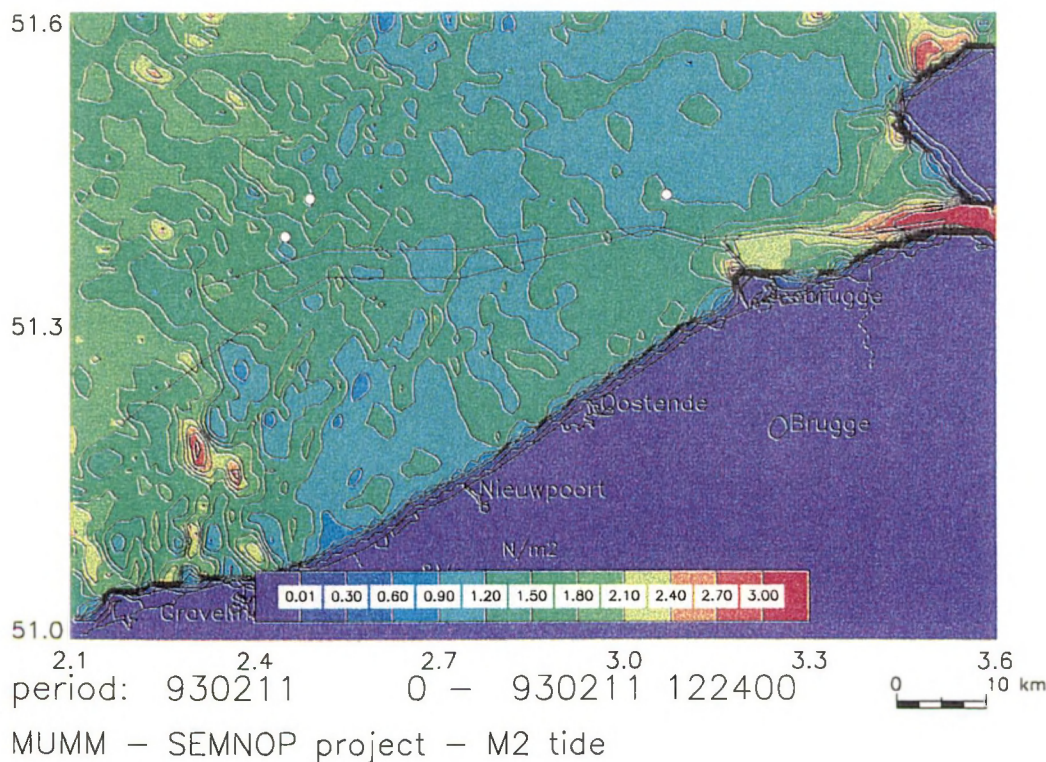 51.6
51.3
Zeebrugge
Oostende
Brugge
Nieuwpoort
N/m2
0.01 0.30 0.60 0.90 1.20 1.50 1.80 2.10 2.40 2.70 3.00
51.0
2.1 2.4 2.7 3.0 3.3 3.6
period: 930211 0 - 930211 122400
0 10 km
MUMM - SEMNOP project - M2 tide